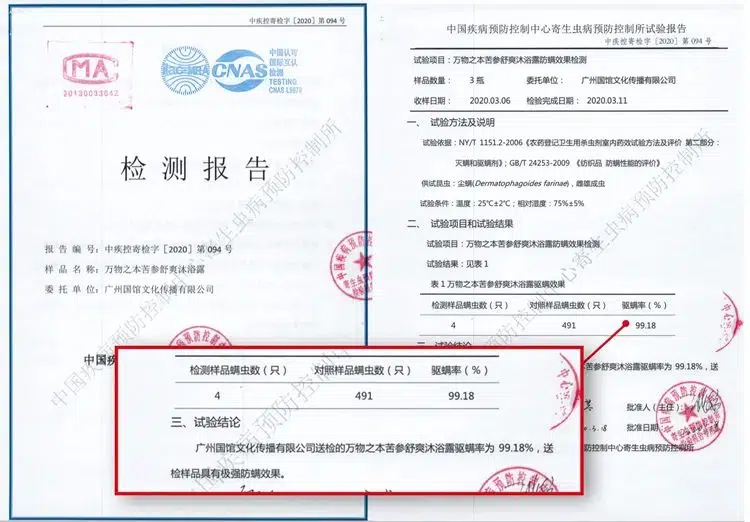 中疾控寄检字 [2020] 第 094 号
MA
20130033042
ilac-MRA
CNAS
中国认可
国际互认
检测
TESTING
CNAS L5970
检测报告
报告编号:中疾控寄检字【2020】第 094 号
样品名称:万物之本苦参舒爽沐浴露
委托单位:广州国馆文化传播有限公司
中国疾
中国疾病预防控制中心寄生虫病预防控制所试验报告
中疾控寄检字 [2020] 第 094 号
试验项目:万物之本苦参舒爽沐浴露防螨效果检测
样品数量: 3 瓶 委托单位: 广州国馆文化传播有限公司
收样日期: 2020.03.06 检验完成日期: 2020.03.11
一、 试验方法及说明
试验依据:NY/T 1151.2-2006《农药登记卫生用杀虫剂室内药效试验方法及评价 第二部分:
灭螨和驱螨剂》; GB/T 24253-2009 《纺织品 防螨性能的评价》
供试昆虫:尘螨(Dermatophagoides farinae),雌雄成虫
试验条件:温度:25℃±2℃;相对湿度:75%±5%
二、 试验项目和试验结果
试验项目:万物之本苦参舒爽沐浴露防螨效果检测
试验结果:见表 1
表 1 万物之本苦参舒爽沐浴露防螨效果
检测样品螨虫数(只) 对照样品螨虫数(只) 驱螨率(%)
4 491 99.18
苦参舒爽沐浴露驱螨率为 99.18%,送
批准人(主任):
批准日期
防控制中心寄生虫病预防控制所
检测样品螨虫数(只) 对照样品螨虫数(只) 驱螨率(%)
4 491 99.18
三、试验结论
广州国馆文化传播有限公司送检的万物之本苦参舒爽沐浴露驱螨率为 99.18%,送
检样品具有极强防螨效果。
中国疾病预防控制中心寄生虫病预防控制所